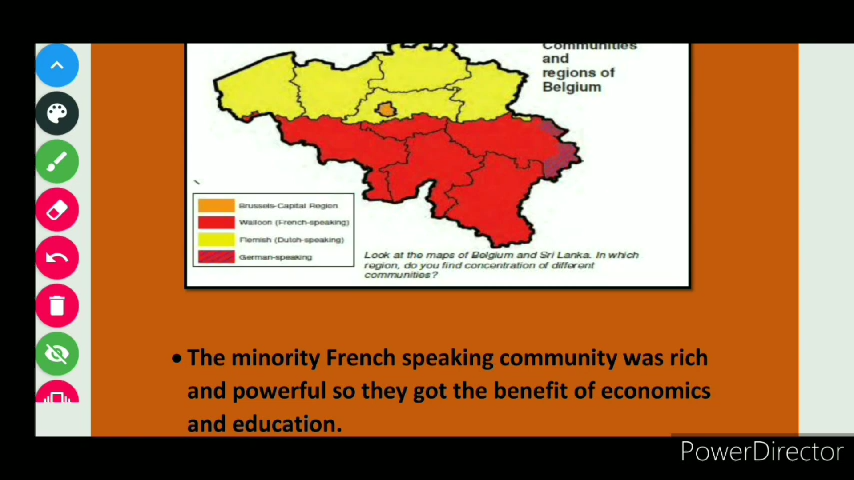 Communities
and
regions of
Belgium
Brussels-Capital Region
Walloon (French-speaking)
Flemish (Dutch-speaking)
German-speaking
Look at the maps of Belgium and Sri Lanka. In which
region, do you find concentration of different
communities?
• The minority French speaking community was rich
and powerful so they got the benefit of economics
and education.
PowerDirector